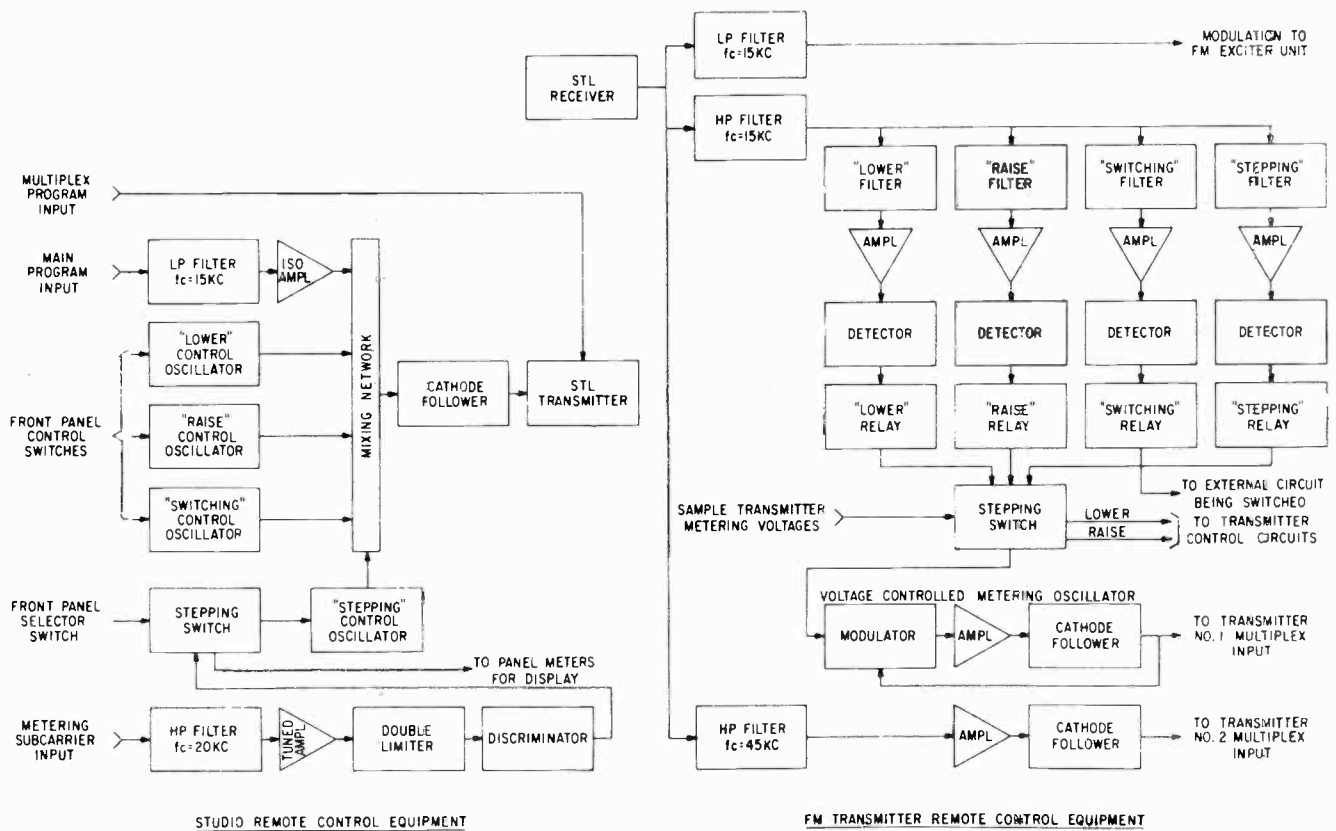 LP FILTER
fc=15KC
MODULATION TO
FM EXCITER UNIT
STL
RECEIVER
HP FILTER
fc=15KC
"LOWER"
FILTER
"RAISE"
FILTER
"SWITCHING"
FILTER
"STEPPING"
FILTER
AMPL
AMPL
AMPL
AMPL
DETECTOR
DETECTOR
DETECTOR
DETECTOR
"LOWER"
RELAY
"RAISE"
RELAY
"SWITCHING"
RELAY
"STEPPING"
RELAY
MULTIPLEX
PROGRAM
INPUT
MAIN
PROGRAM
INPUT
LP FILTER
fc=15KC
ISO
AMPL
"LOWER"
CONTROL
OSCILLATOR
FRONT PANEL
CONTROL
SWITCHES
"RAISE"
CONTROL
OSCILLATOR
"SWITCHING"
CONTROL
OSCILLATOR
MIXING NETWORK
CATHODE
FOLLOWER
STL
TRANSMITTER
FRONT PANEL
SELECTOR
SWITCH
STEPPING
SWITCH
"STEPPING"
CONTROL
OSCILLATOR
TO PANEL METERS
FOR DISPLAY
METERING
SUBCARRIER
INPUT
HP FILTER
fc=20KC
TUNED
AMPL
DOUBLE
LIMITER
DISCRIMINATOR
STUDIO REMOTE CONTROL EQUIPMENT
SAMPLE TRANSMITTER
METERING VOLTAGES
STEPPING
SWITCH
LOWER
RAISE
TO EXTERNAL CIRCUIT
BEING SWITCHED
TO TRANSMITTER
CONTROL CIRCUITS
VOLTAGE CONTROLLED METERING OSCILLATOR
MODULATOR
AMPL
CATHODE
FOLLOWER
TO TRANSMITTER
NO. 1 MULTIPLEX
INPUT
HP FILTER
fc=45KC
AMPL
CATHODE
FOLLOWER
TO TRANSMITTER
NO. 2 MULTIPLEX
INPUT
FM TRANSMITTER REMOTE CONTROL EQUIPMENT